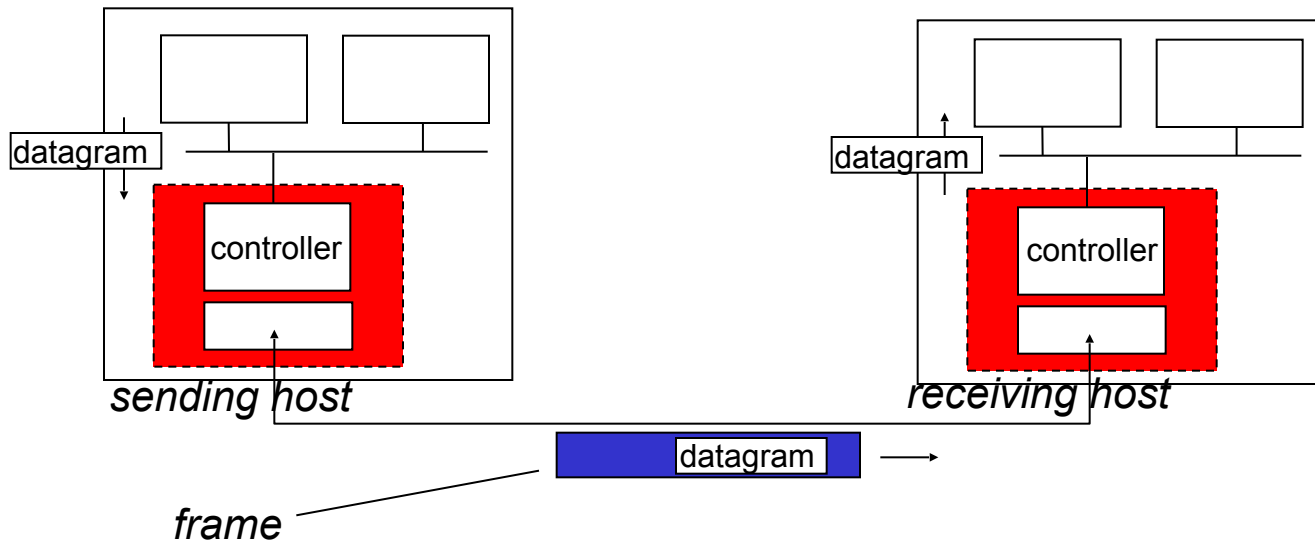 datagram
datagram
controller
controller
sending host
receiving host
datagram
frame